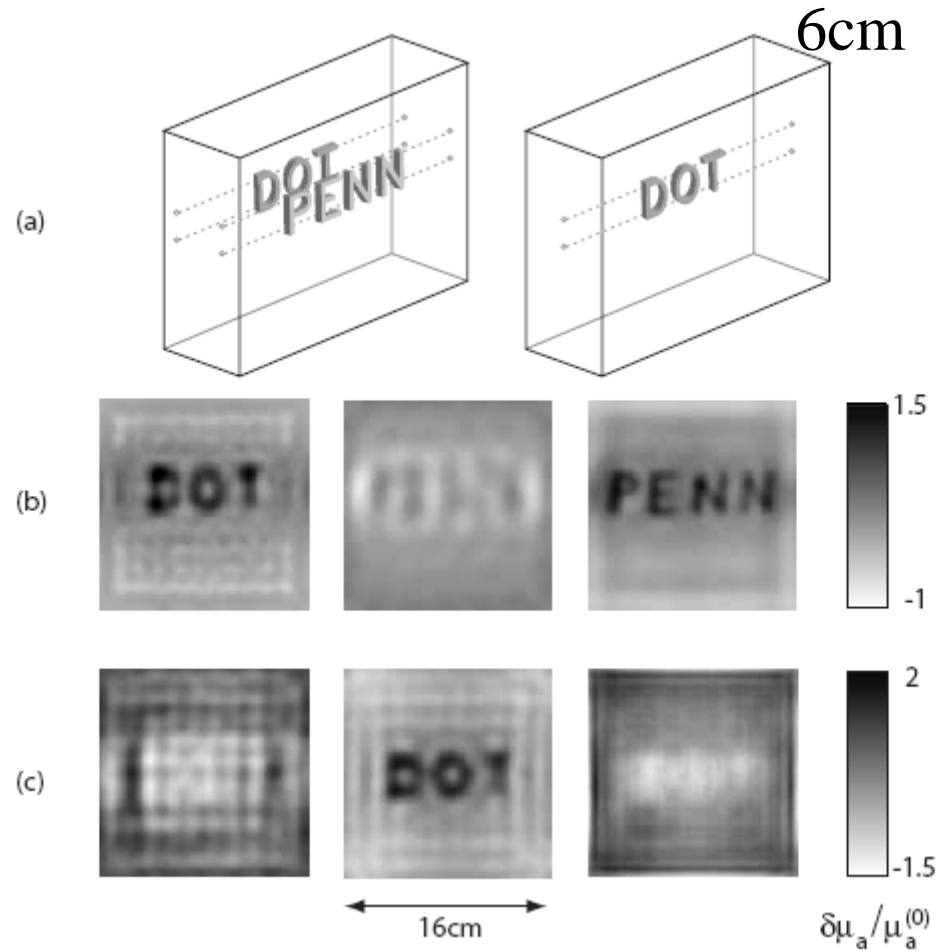 6cm
DOT
PENN
DOT
(a)
1.5
DOT
PENN
(b)
-1
2
DOT
(c)
-1.5
16cm
δμₐ/μₐ⁽⁰⁾